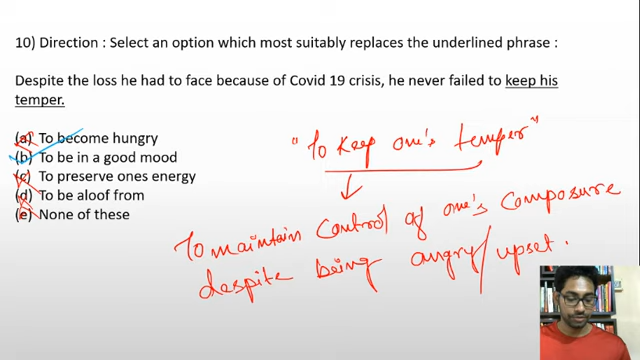 10) Direction : Select an option which most suitably replaces the underlined phrase :
Despite the loss he had to face because of Covid 19 crisis, he never failed to keep his
temper.
(a) To become hungry
(b) To be in a good mood
(c) To preserve ones energy
(d) To be aloof from
(e) None of these
"To keep one's temper"
To maintain control of one's composure
despite being angry/upset.